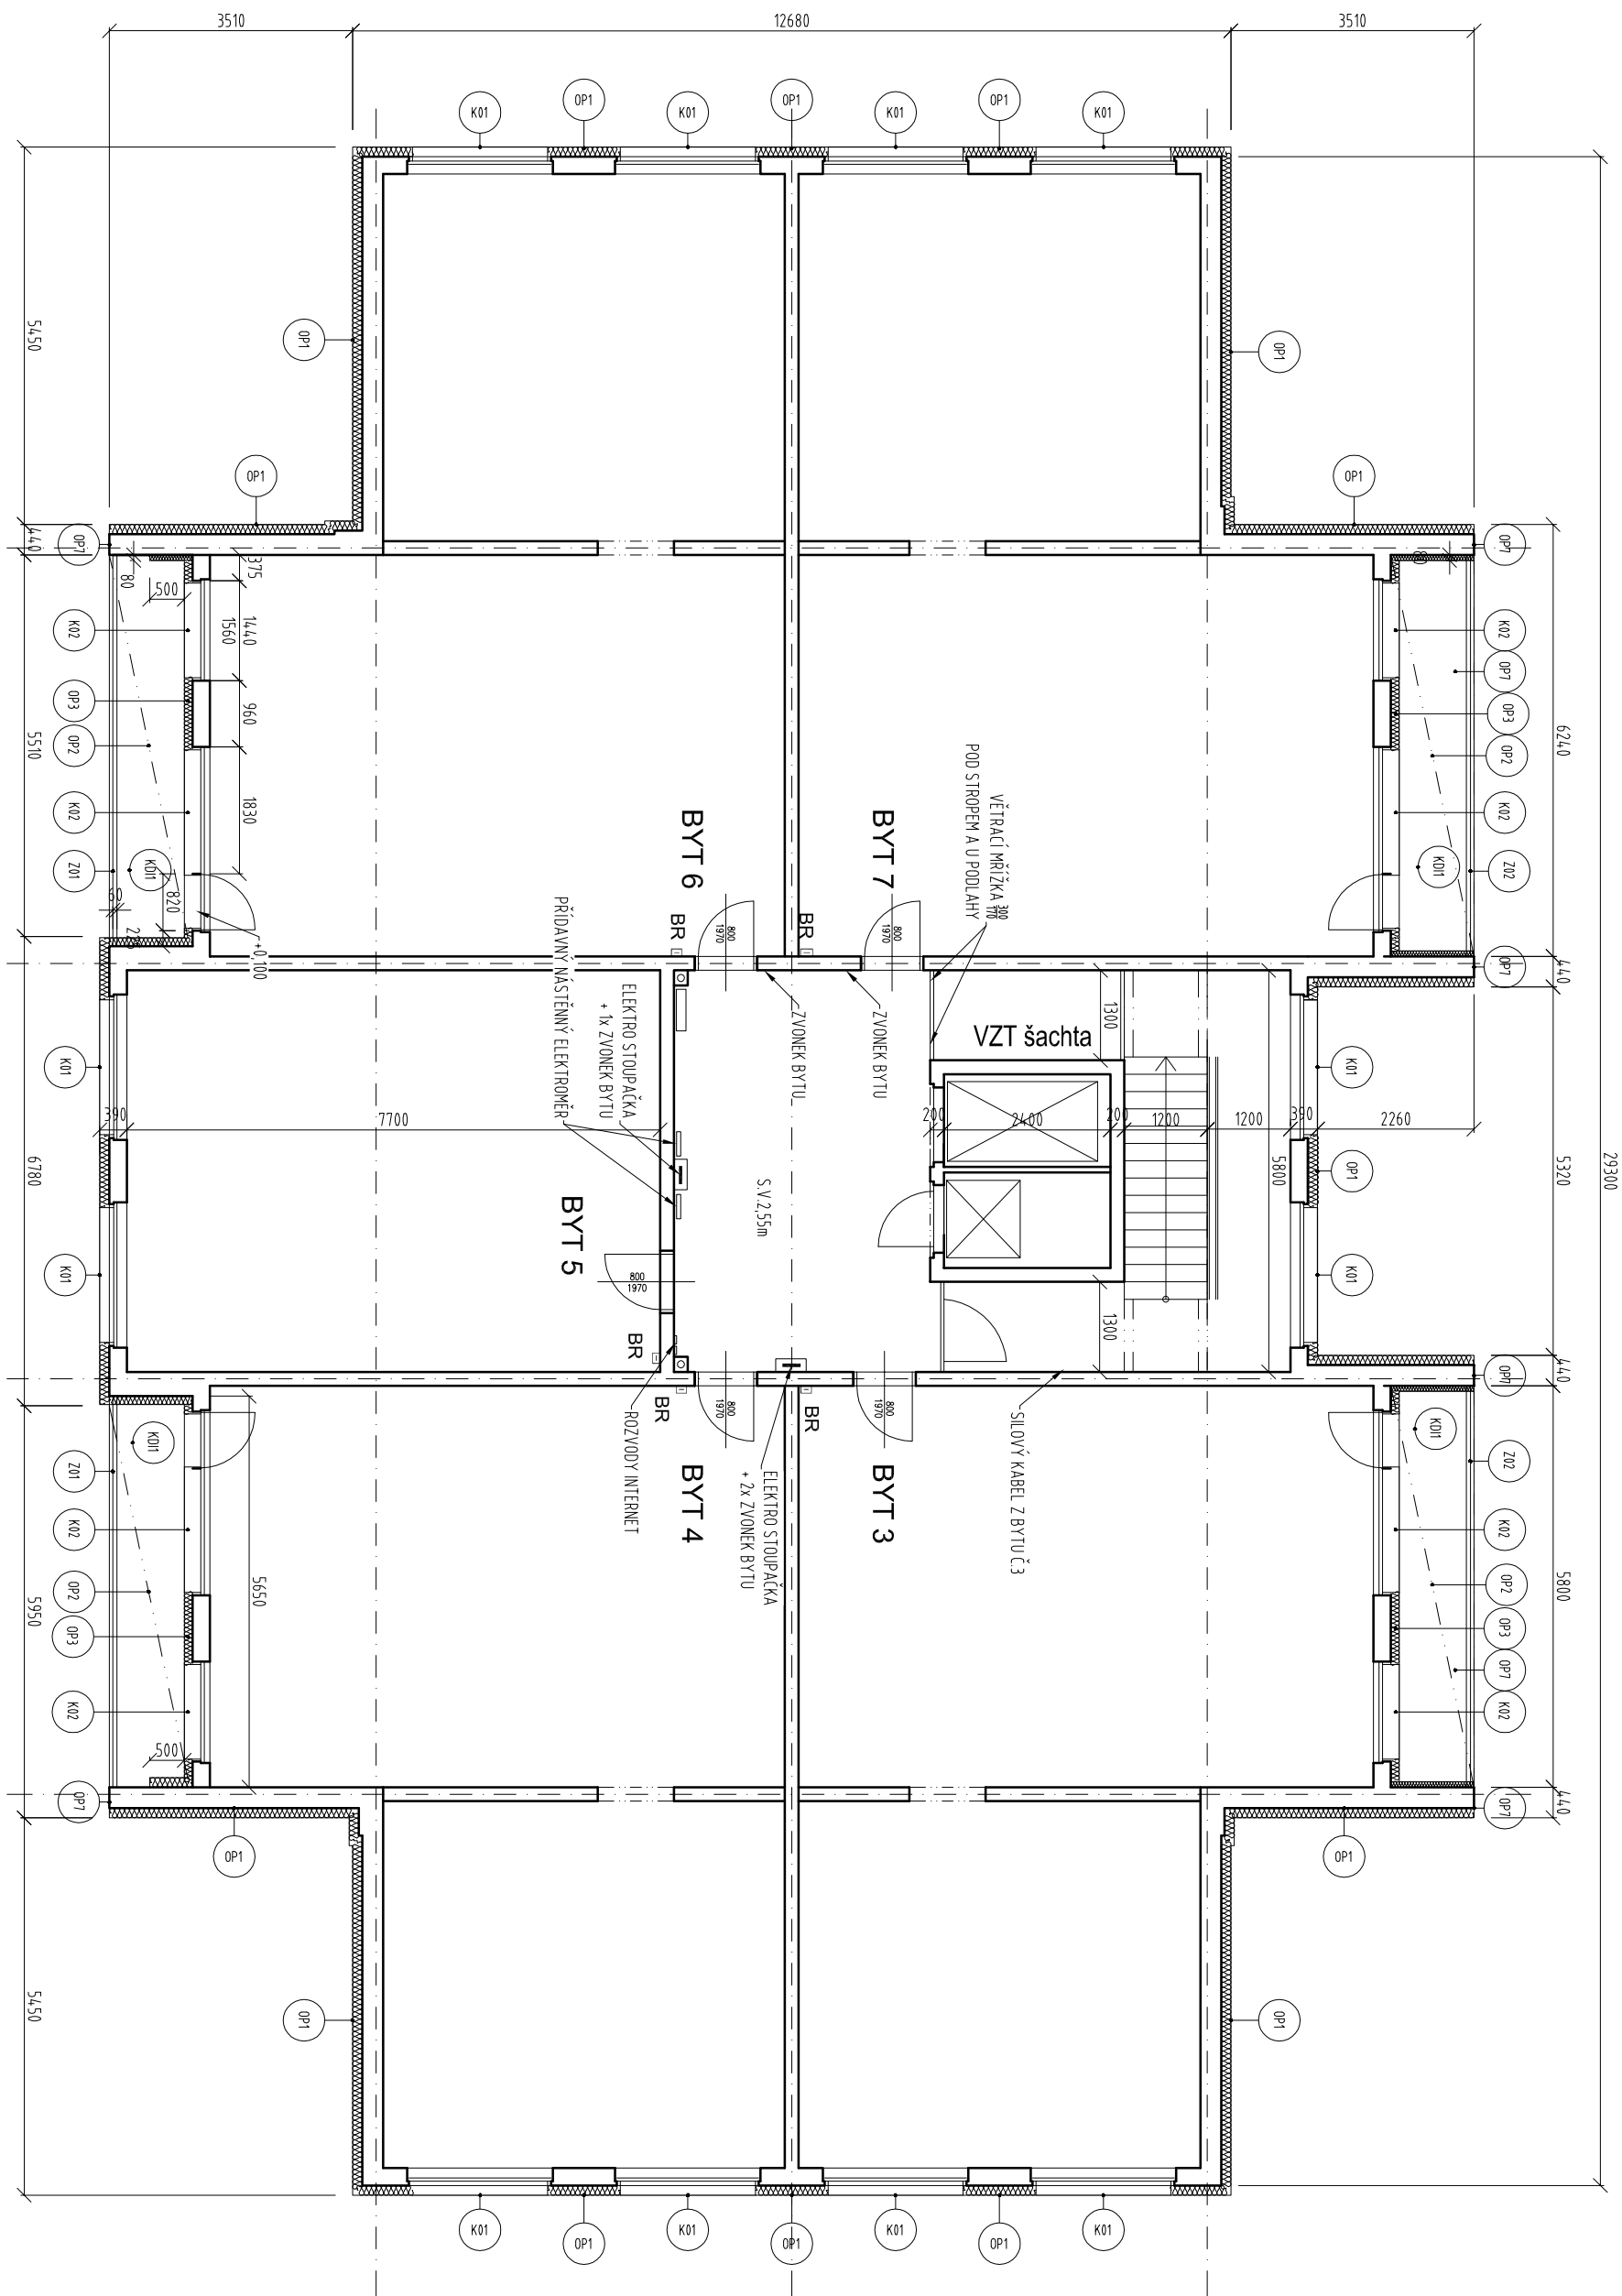 3510
12680
3510
K01
OP1
K01
OP1
K01
OP1
K01
OP1
OP1
OP1
OP1
5450
440
5510
6780
5950
5450
29300
6240
440
5320
440
5800
440
OP7
OP7
80
500
375
1440
1560
960
1830
820
60
+0,100
K02
OP3
OP2
K02
Z01
KDI1
K02
OP7
OP3
OP2
K02
Z02
KDI1
OP7
POD STROPEM A U PODLAHY
VĚTRACÍ MŘÍŽKA 300
170
BYT 6
BYT 7
BR
BR
800
1970
800
1970
PŘÍDAVNÝ NÁSTĚNNÝ ELEKTROMĚR
ELEKTRO STOUPAČKA
+ 1x ZVONEK BYTU
ZVONEK BYTU
ZVONEK BYTU
VZT šachta
1300
K01
K01
390
7700
200
2400
200
1200
1200
390
2260
5800
OP1
S.V.2,55m
BYT 5
800
1970
K01
K01
1300
BR
BR
BR
800
1970
800
1970
OP7
ROZVODY INTERNET
BYT 4
BYT 3
ELEKTRO STOUPAČKA
+ 2x ZVONEK BYTU
SILOVÝ KABEL Z BYTU Č.3
KDI1
Z01
K02
OP2
OP3
K02
KDI1
Z02
K02
OP2
OP3
OP7
K02
5650
500
OP7
OP7
OP1
OP1
OP1
OP1
K01
OP1
K01
OP1
K01
OP1
K01